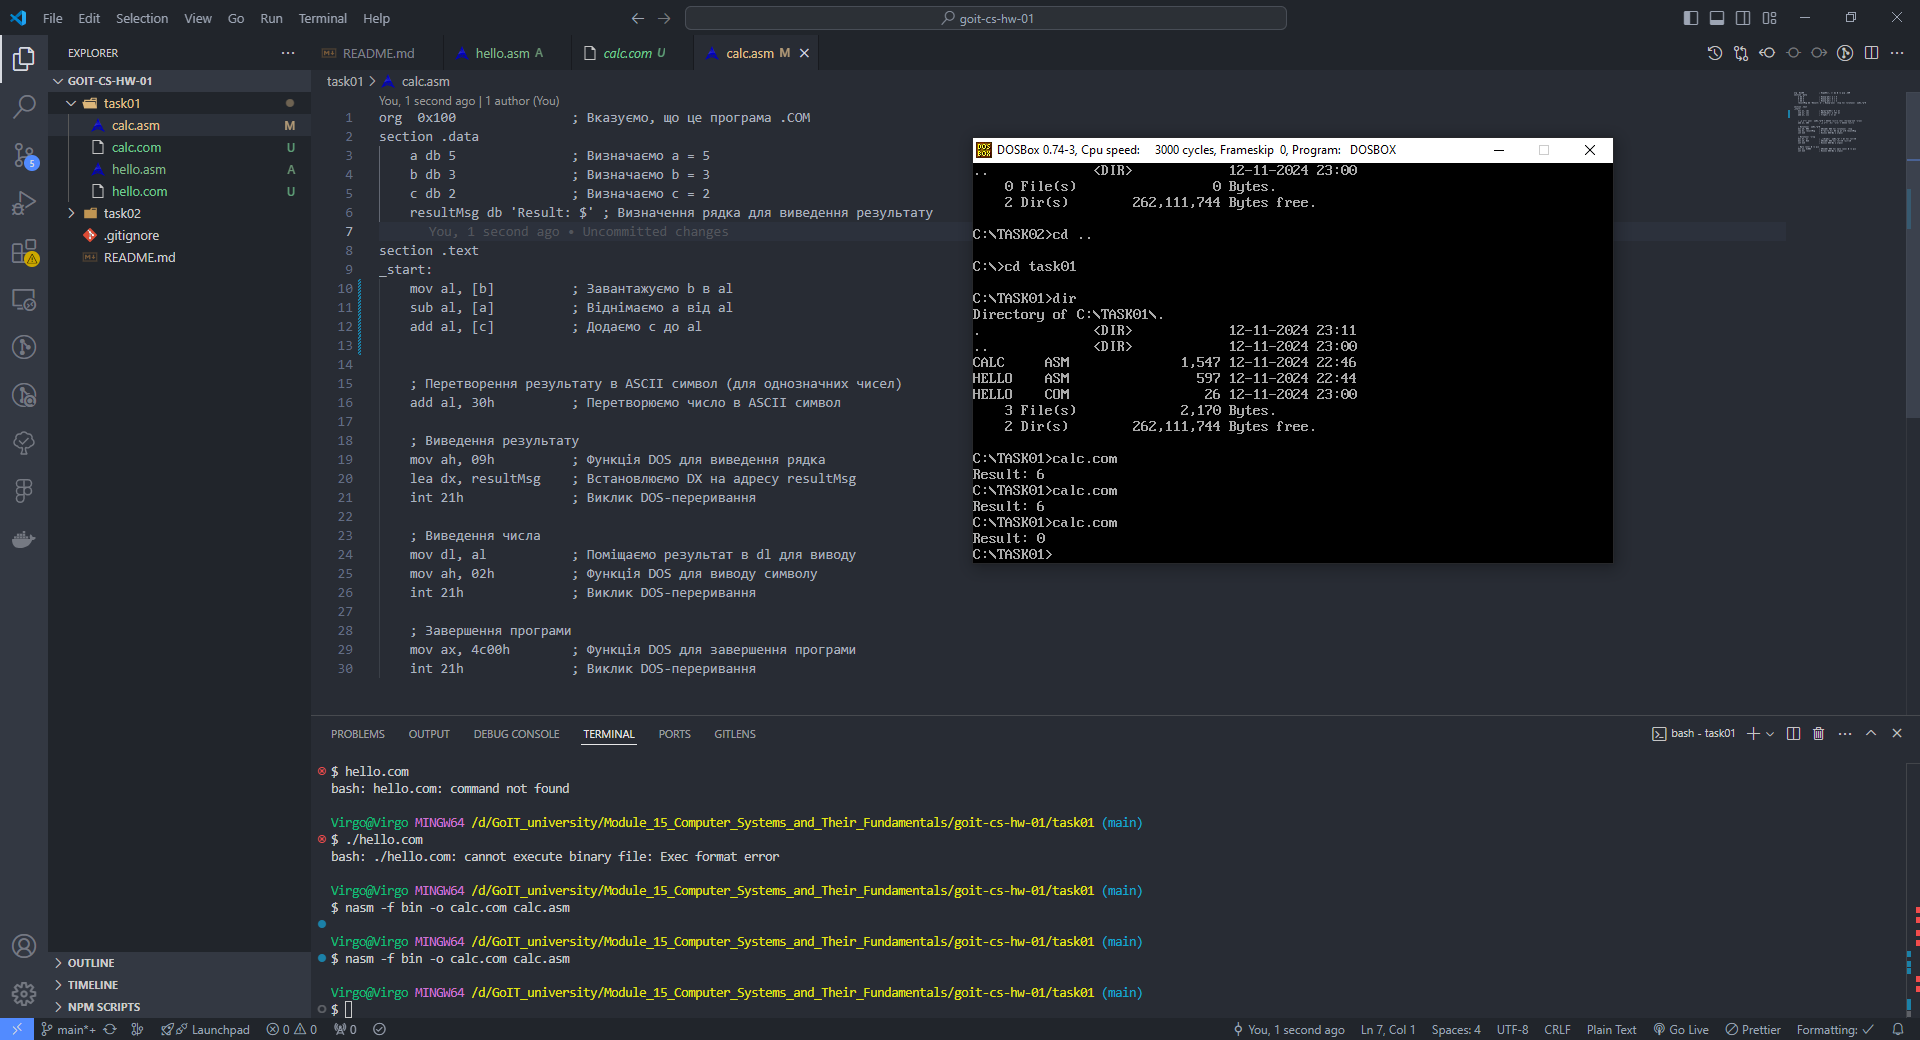 File Edit Selection View Go Run Terminal Help
goit-cs-hw-01
EXPLORER
GOIT-CS-HW-01
task01
calc.asm M
calc.com U
hello.asm A
hello.com U
task02
.gitignore
README.md
OUTLINE
TIMELINE
NPM SCRIPTS
5
README.md
hello.asm A
calc.com U
calc.asm M
task01 > calc.asm
You, 1 second ago | 1 author (You)
1 org 0x100 ; Вказуємо, що це програма .COM
2 section .data
3 a db 5 ; Визначаємо a = 5
4 b db 3 ; Визначаємо b = 3
5 c db 2 ; Визначаємо c = 2
6 resultMsg db 'Result: $' ; Визначення рядка для виведення результату
7 You, 1 second ago • Uncommitted changes
8 section .text
9 _start:
10 mov al, [b] ; Завантажуємо b в al
11 sub al, [a] ; Віднімаємо a від al
12 add al, [c] ; Додаємо c до al
13
14
15 ; Перетворення результату в ASCII символ (для однозначних чисел)
16 add al, 30h ; Перетворюємо число в ASCII символ
17
18 ; Виведення результату
19 mov ah, 09h ; Функція DOS для виведення рядка
20 lea dx, resultMsg ; Встановлюємо DX на адресу resultMsg
21 int 21h ; Виклик DOS-переривання
22
23 ; Виведення числа
24 mov dl, al ; Поміщаємо результат в dl для виводу
25 mov ah, 02h ; Функція DOS для виводу символу
26 int 21h ; Виклик DOS-переривання
27
28 ; Завершення програми
29 mov ax, 4c00h ; Функція DOS для завершення програми
30 int 21h ; Виклик DOS-переривання
DOS BOX
DOSBox 0.74-3, Cpu speed: 3000 cycles, Frameskip 0, Program: DOSBOX
.. <DIR> 12-11-2024 23:00
0 File(s) 0 Bytes.
2 Dir(s) 262,111,744 Bytes free.
C:\TASK02>cd ..
C:\>cd task01
C:\TASK01>dir
Directory of C:\TASK01\.
. <DIR> 12-11-2024 23:11
.. <DIR> 12-11-2024 23:00
CALC ASM 1,547 12-11-2024 22:46
HELLO ASM 597 12-11-2024 22:44
HELLO COM 26 12-11-2024 23:00
3 File(s) 2,170 Bytes.
2 Dir(s) 262,111,744 Bytes free.
C:\TASK01>calc.com
Result: 6
C:\TASK01>calc.com
Result: 6
C:\TASK01>calc.com
Result: 0
C:\TASK01>
PROBLEMS OUTPUT DEBUG CONSOLE TERMINAL PORTS GITLENS
bash - task01
$ hello.com
bash: hello.com: command not found
Virgo@Virgo MINGW64 /d/GoIT_university/Module_15_Computer_Systems_and_Their_Fundamentals/goit-cs-hw-01/task01 (main)
$ ./hello.com
bash: ./hello.com: cannot execute binary file: Exec format error
Virgo@Virgo MINGW64 /d/GoIT_university/Module_15_Computer_Systems_and_Their_Fundamentals/goit-cs-hw-01/task01 (main)
$ nasm -f bin -o calc.com calc.asm
Virgo@Virgo MINGW64 /d/GoIT_university/Module_15_Computer_Systems_and_Their_Fundamentals/goit-cs-hw-01/task01 (main)
$ nasm -f bin -o calc.com calc.asm
Virgo@Virgo MINGW64 /d/GoIT_university/Module_15_Computer_Systems_and_Their_Fundamentals/goit-cs-hw-01/task01 (main)
$
main*+ Launchpad 0 0 0 You, 1 second ago Ln 7, Col 1 Spaces: 4 UTF-8 CRLF Plain Text Go Live Prettier Formatting: ✓